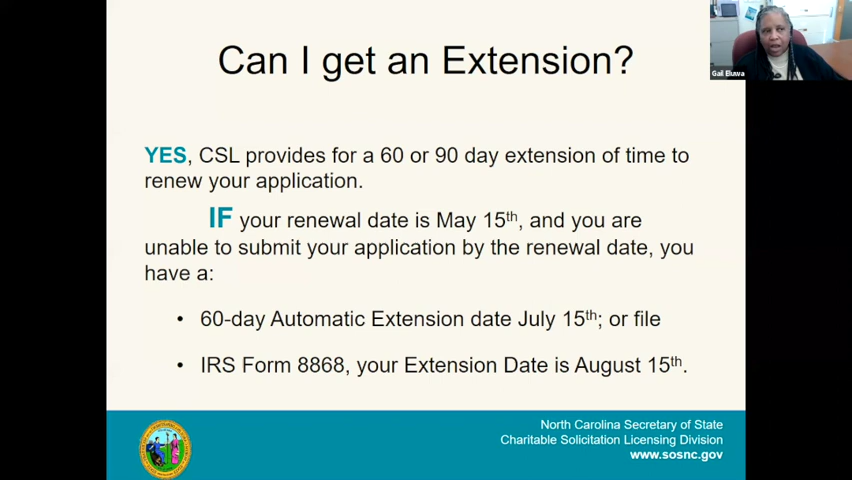 Can I get an Extension?
Gail Eluwa
YES, CSL provides for a 60 or 90 day extension of time to
renew your application.
IF your renewal date is May 15th, and you are
unable to submit your application by the renewal date, you
have a:
• 60-day Automatic Extension date July 15th; or file
• IRS Form 8868, your Extension Date is August 15th.
North Carolina Secretary of State
Charitable Solicitation Licensing Division
www.sosnc.gov